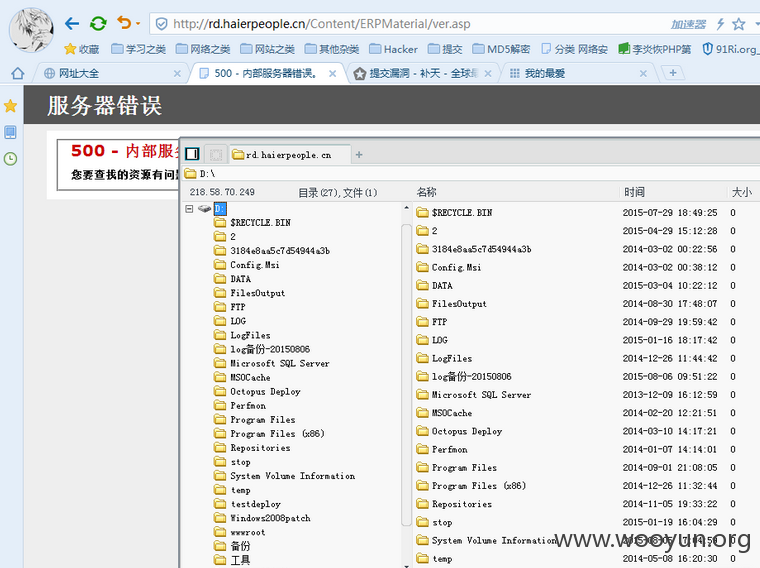 http://rd.haierpeople.cn/Content/ERPMaterial/ver.asp 加速器
收藏 学习之类 网络之类 网站之类 其他杂类 Hacker 提交 MD5解密 分类 网络安 李炎恢PHP第 91Ri.org_
网址大全 500 - 内部服务器错误。 提交漏洞 - 补天 - 全球最 我的最爱
服务器错误
500 - 内部服务
您要查找的资源有问题
rd.haierpeople.cn
D:\
218.58.70.249 目录(27),文件(1) 名称 时间 大小
D:
$RECYCLE.BIN
2
3184e8aa5c7d54944a3b
Config.Msi
DATA
FilesOutput
FTP
LOG
LogFiles
log备份-20150806
Microsoft SQL Server
MSOCache
Octopus Deploy
Perfmon
Program Files
Program Files (x86)
Repositories
stop
System Volume Information
temp
testdeploy
Windows2008patch
wwwroot
备份
工具
$RECYCLE.BIN 2015-07-29 18:49:25 0
2 2015-04-29 15:12:28 0
3184e8aa5c7d54944a3b 2014-03-02 00:22:56 0
Config.Msi 2014-03-02 00:38:12 0
DATA 2015-03-04 10:22:12 0
FilesOutput 2014-08-30 17:48:07 0
FTP 2014-09-29 19:59:42 0
LOG 2015-01-16 18:17:42 0
LogFiles 2014-12-26 11:44:42 0
log备份-20150806 2015-08-06 09:51:22 0
Microsoft SQL Server 2013-12-09 16:12:59 0
MSOCache 2014-02-20 12:21:51 0
Octopus Deploy 2014-03-10 14:17:21 0
Perfmon 2014-01-07 14:14:01 0
Program Files 2014-09-01 21:08:05 0
Program Files (x86) 2014-12-26 11:32:44 0
Repositories 2014-11-05 19:33:22 0
stop 2015-01-19 16:04:29 0
System Volume Information 0
temp 2014-05-08 16:20:30 0
www.wooyun.org